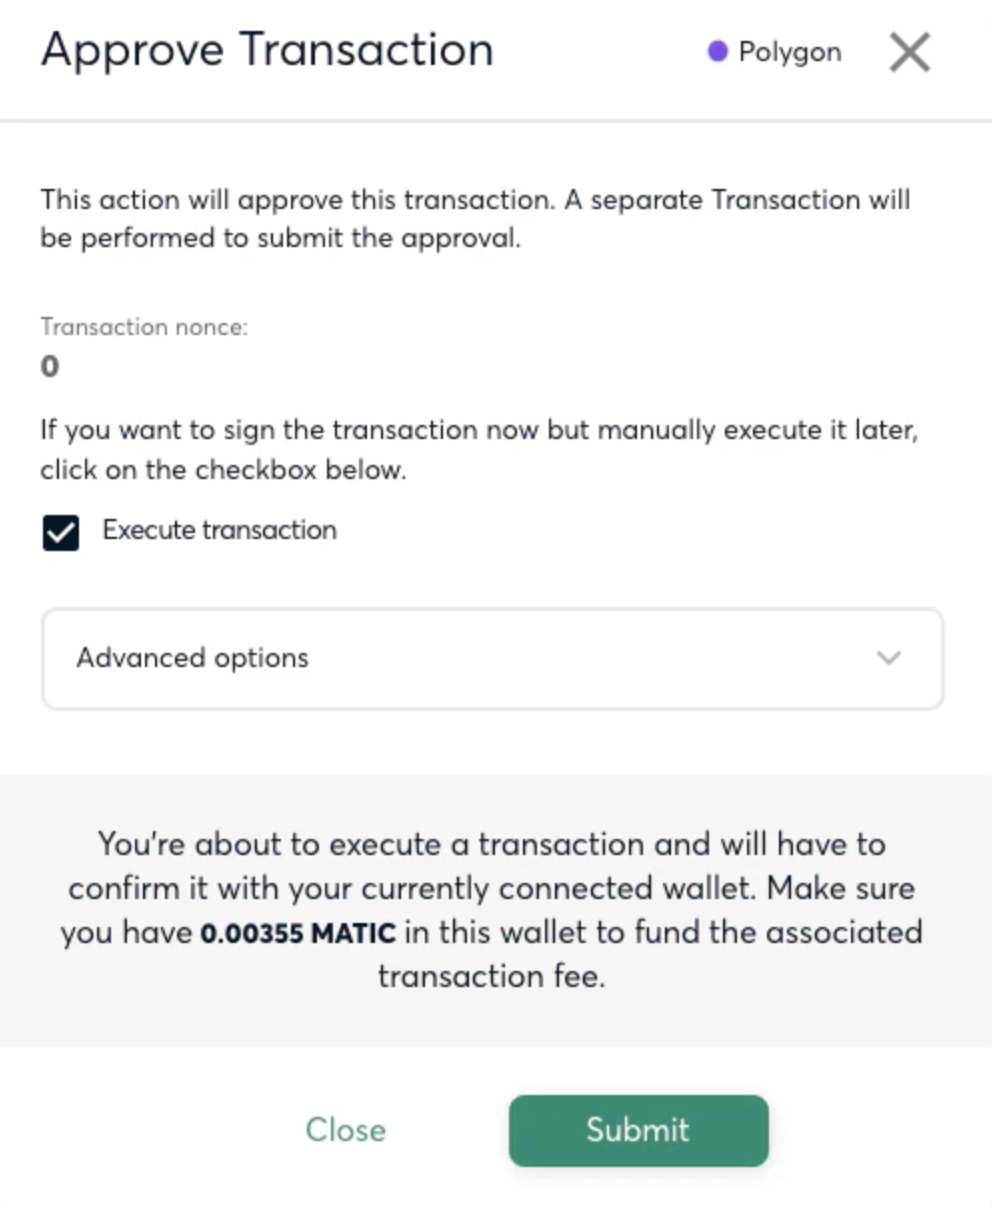 Approve Transaction
Polygon
This action will approve this transaction. A separate Transaction will
be performed to submit the approval.
Transaction nonce:
0
If you want to sign the transaction now but manually execute it later,
click on the checkbox below.
Execute transaction
Advanced options
You're about to execute a transaction and will have to
confirm it with your currently connected wallet. Make sure
you have 0.00355 MATIC in this wallet to fund the associated
transaction fee.
Close
Submit